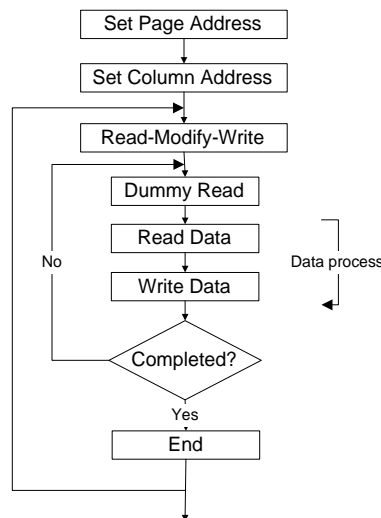 Set Page Address
Set Column Address
Read-Modify-Write
Dummy Read
Read Data
No
Data process
Write Data
Completed?
Yes
End